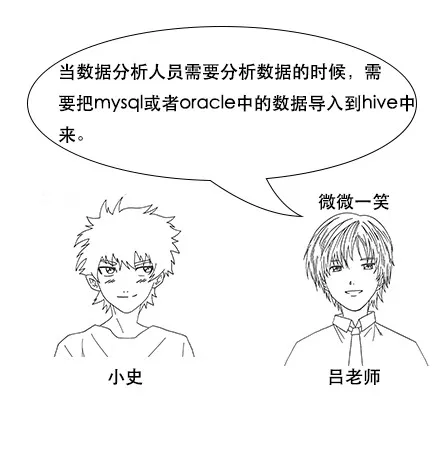 当数据分析人员需要分析数据的时候，需
要把mysql或者oracle中的数据导入到hive中
来。
微微一笑
小史
吕老师